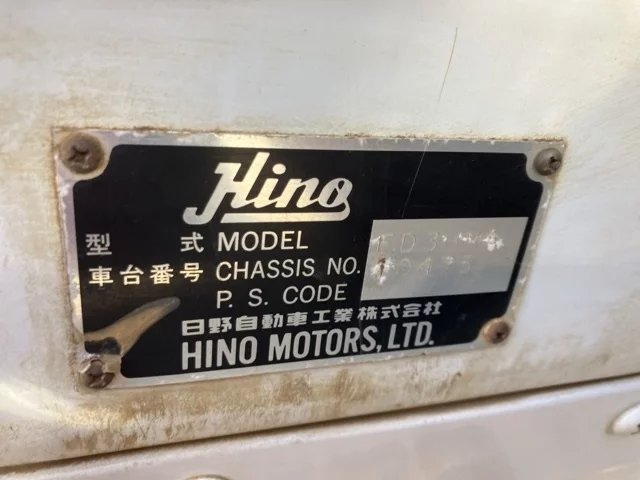 Hino
型 式 MODEL
車台番号 CHASSIS NO.
P. S. CODE
日野自動車工業株式会社
HINO MOTORS, LTD.